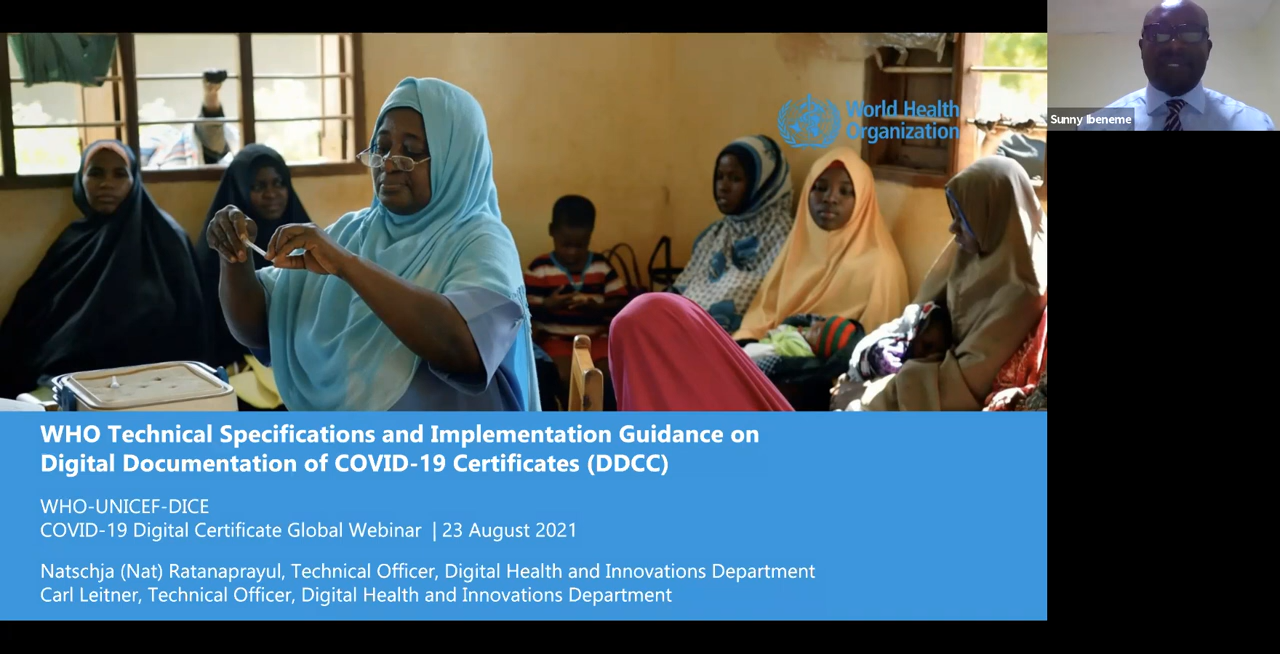 World Health
Organization
Sunny Ibeneme
WHO Technical Specifications and Implementation Guidance on
Digital Documentation of COVID-19 Certificates (DDCC)
WHO-UNICEF-DICE
COVID-19 Digital Certificate Global Webinar | 23 August 2021
Natschja (Nat) Ratanaprayul, Technical Officer, Digital Health and Innovations Department
Carl Leitner, Technical Officer, Digital Health and Innovations Department